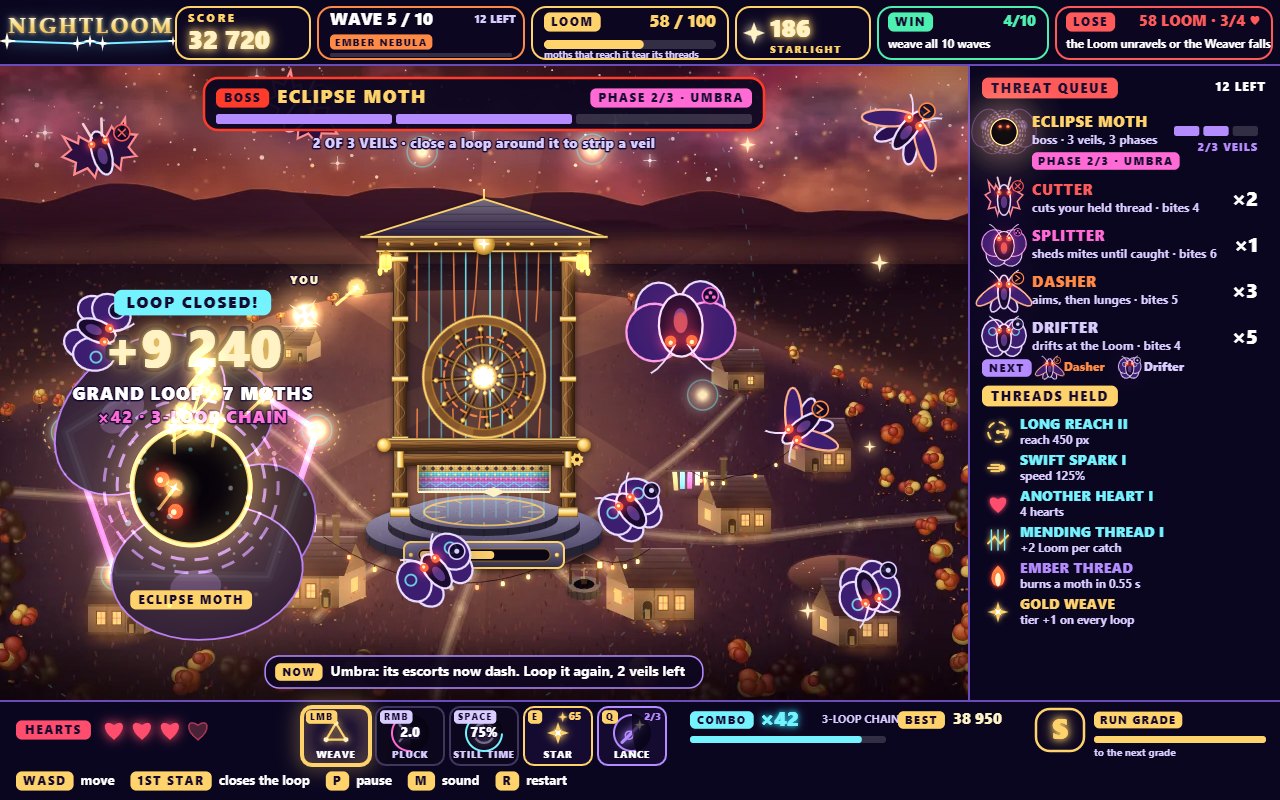 NIGHTLOOM
SCORE
32 720
WAVE 5 / 10
12 LEFT
EMBER NEBULA
LOOM
58 / 100
moths that reach it tear its threads
186
STARLIGHT
WIN
4/10
weave all 10 waves
LOSE
58 LOOM · 3/4 ♥
the Loom unravels or the Weaver falls
BOSS
ECLIPSE MOTH
PHASE 2/3 · UMBRA
2 OF 3 VEILS · close a loop around it to strip a veil
YOU
LOOP CLOSED!
+9 240
GRAND LOOP · 7 MOTHS
×42 · 3-LOOP CHAIN
ECLIPSE MOTH
NOW
Umbra: its escorts now dash. Loop it again, 2 veils left
THREAT QUEUE
12 LEFT
ECLIPSE MOTH
boss · 3 veils, 3 phases
2/3 VEILS
PHASE 2/3 · UMBRA
CUTTER
cuts your held thread · bites 4
×2
SPLITTER
sheds mites until caught · bites 6
×1
DASHER
aims, then lunges · bites 5
×3
DRIFTER
drifts at the Loom · bites 4
×5
NEXT
Dasher
Drifter
THREADS HELD
LONG REACH II
reach 450 px
SWIFT SPARK I
speed 125%
ANOTHER HEART I
4 hearts
MENDING THREAD I
+2 Loom per catch
EMBER THREAD
burns a moth in 0.55 s
GOLD WEAVE
tier +1 on every loop
HEARTS
LMB
WEAVE
RMB
2.0
PLUCK
SPACE
75%
STILL TIME
E
65
STAR
Q
2/3
LANCE
COMBO
×42
3-LOOP CHAIN
BEST
38 950
S
RUN GRADE
to the next grade
WASD
move
1ST STAR
closes the loop
P
pause
M
sound
R
restart